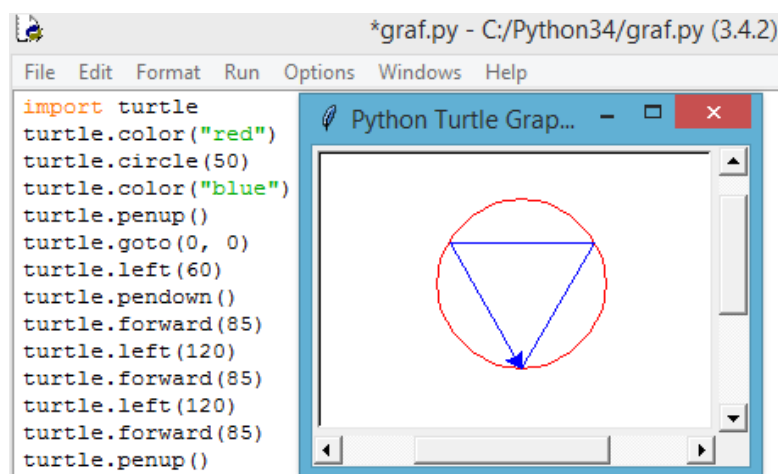 *graf.py - C:/Python34/graf.py (3.4.2)
File Edit Format Run Options Windows Help
import turtle
turtle.color("red")
turtle.circle(50)
turtle.color("blue")
turtle.penup()
turtle.goto(0, 0)
turtle.left(60)
turtle.pendown()
turtle.forward(85)
turtle.left(120)
turtle.forward(85)
turtle.left(120)
turtle.forward(85)
turtle.penup()
Python Turtle Grap...